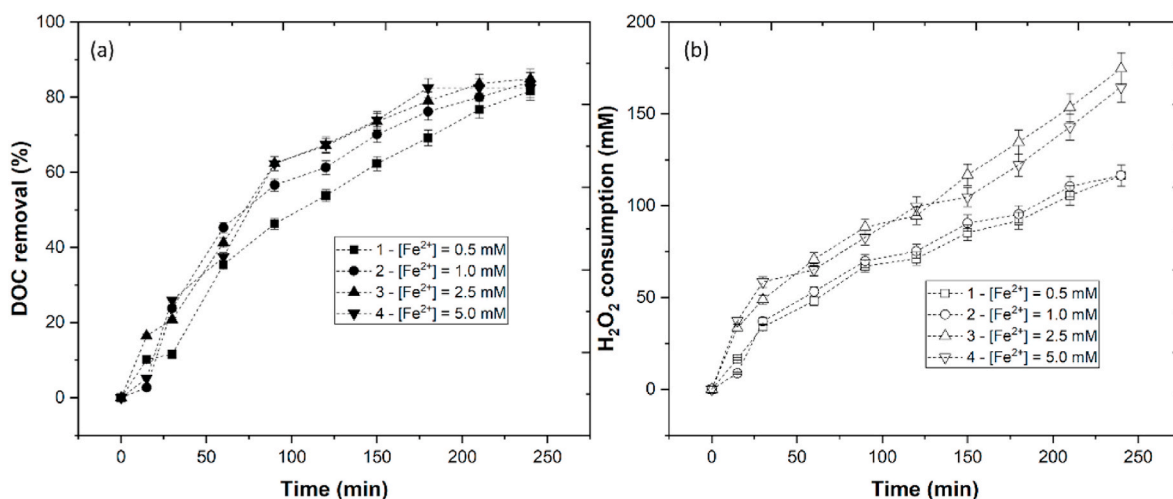 (a)
DOC removal (%)
100
80
60
40
20
0
1 - [Fe²⁺] = 0.5 mM
2 - [Fe²⁺] = 1.0 mM
3 - [Fe²⁺] = 2.5 mM
4 - [Fe²⁺] = 5.0 mM
0 50 100 150 200 250
Time (min)
(b)
H₂O₂ consumption (mM)
200
150
100
50
0
1 - [Fe²⁺] = 0.5 mM
2 - [Fe²⁺] = 1.0 mM
3 - [Fe²⁺] = 2.5 mM
4 - [Fe²⁺] = 5.0 mM
0 50 100 150 200 250
Time (min)